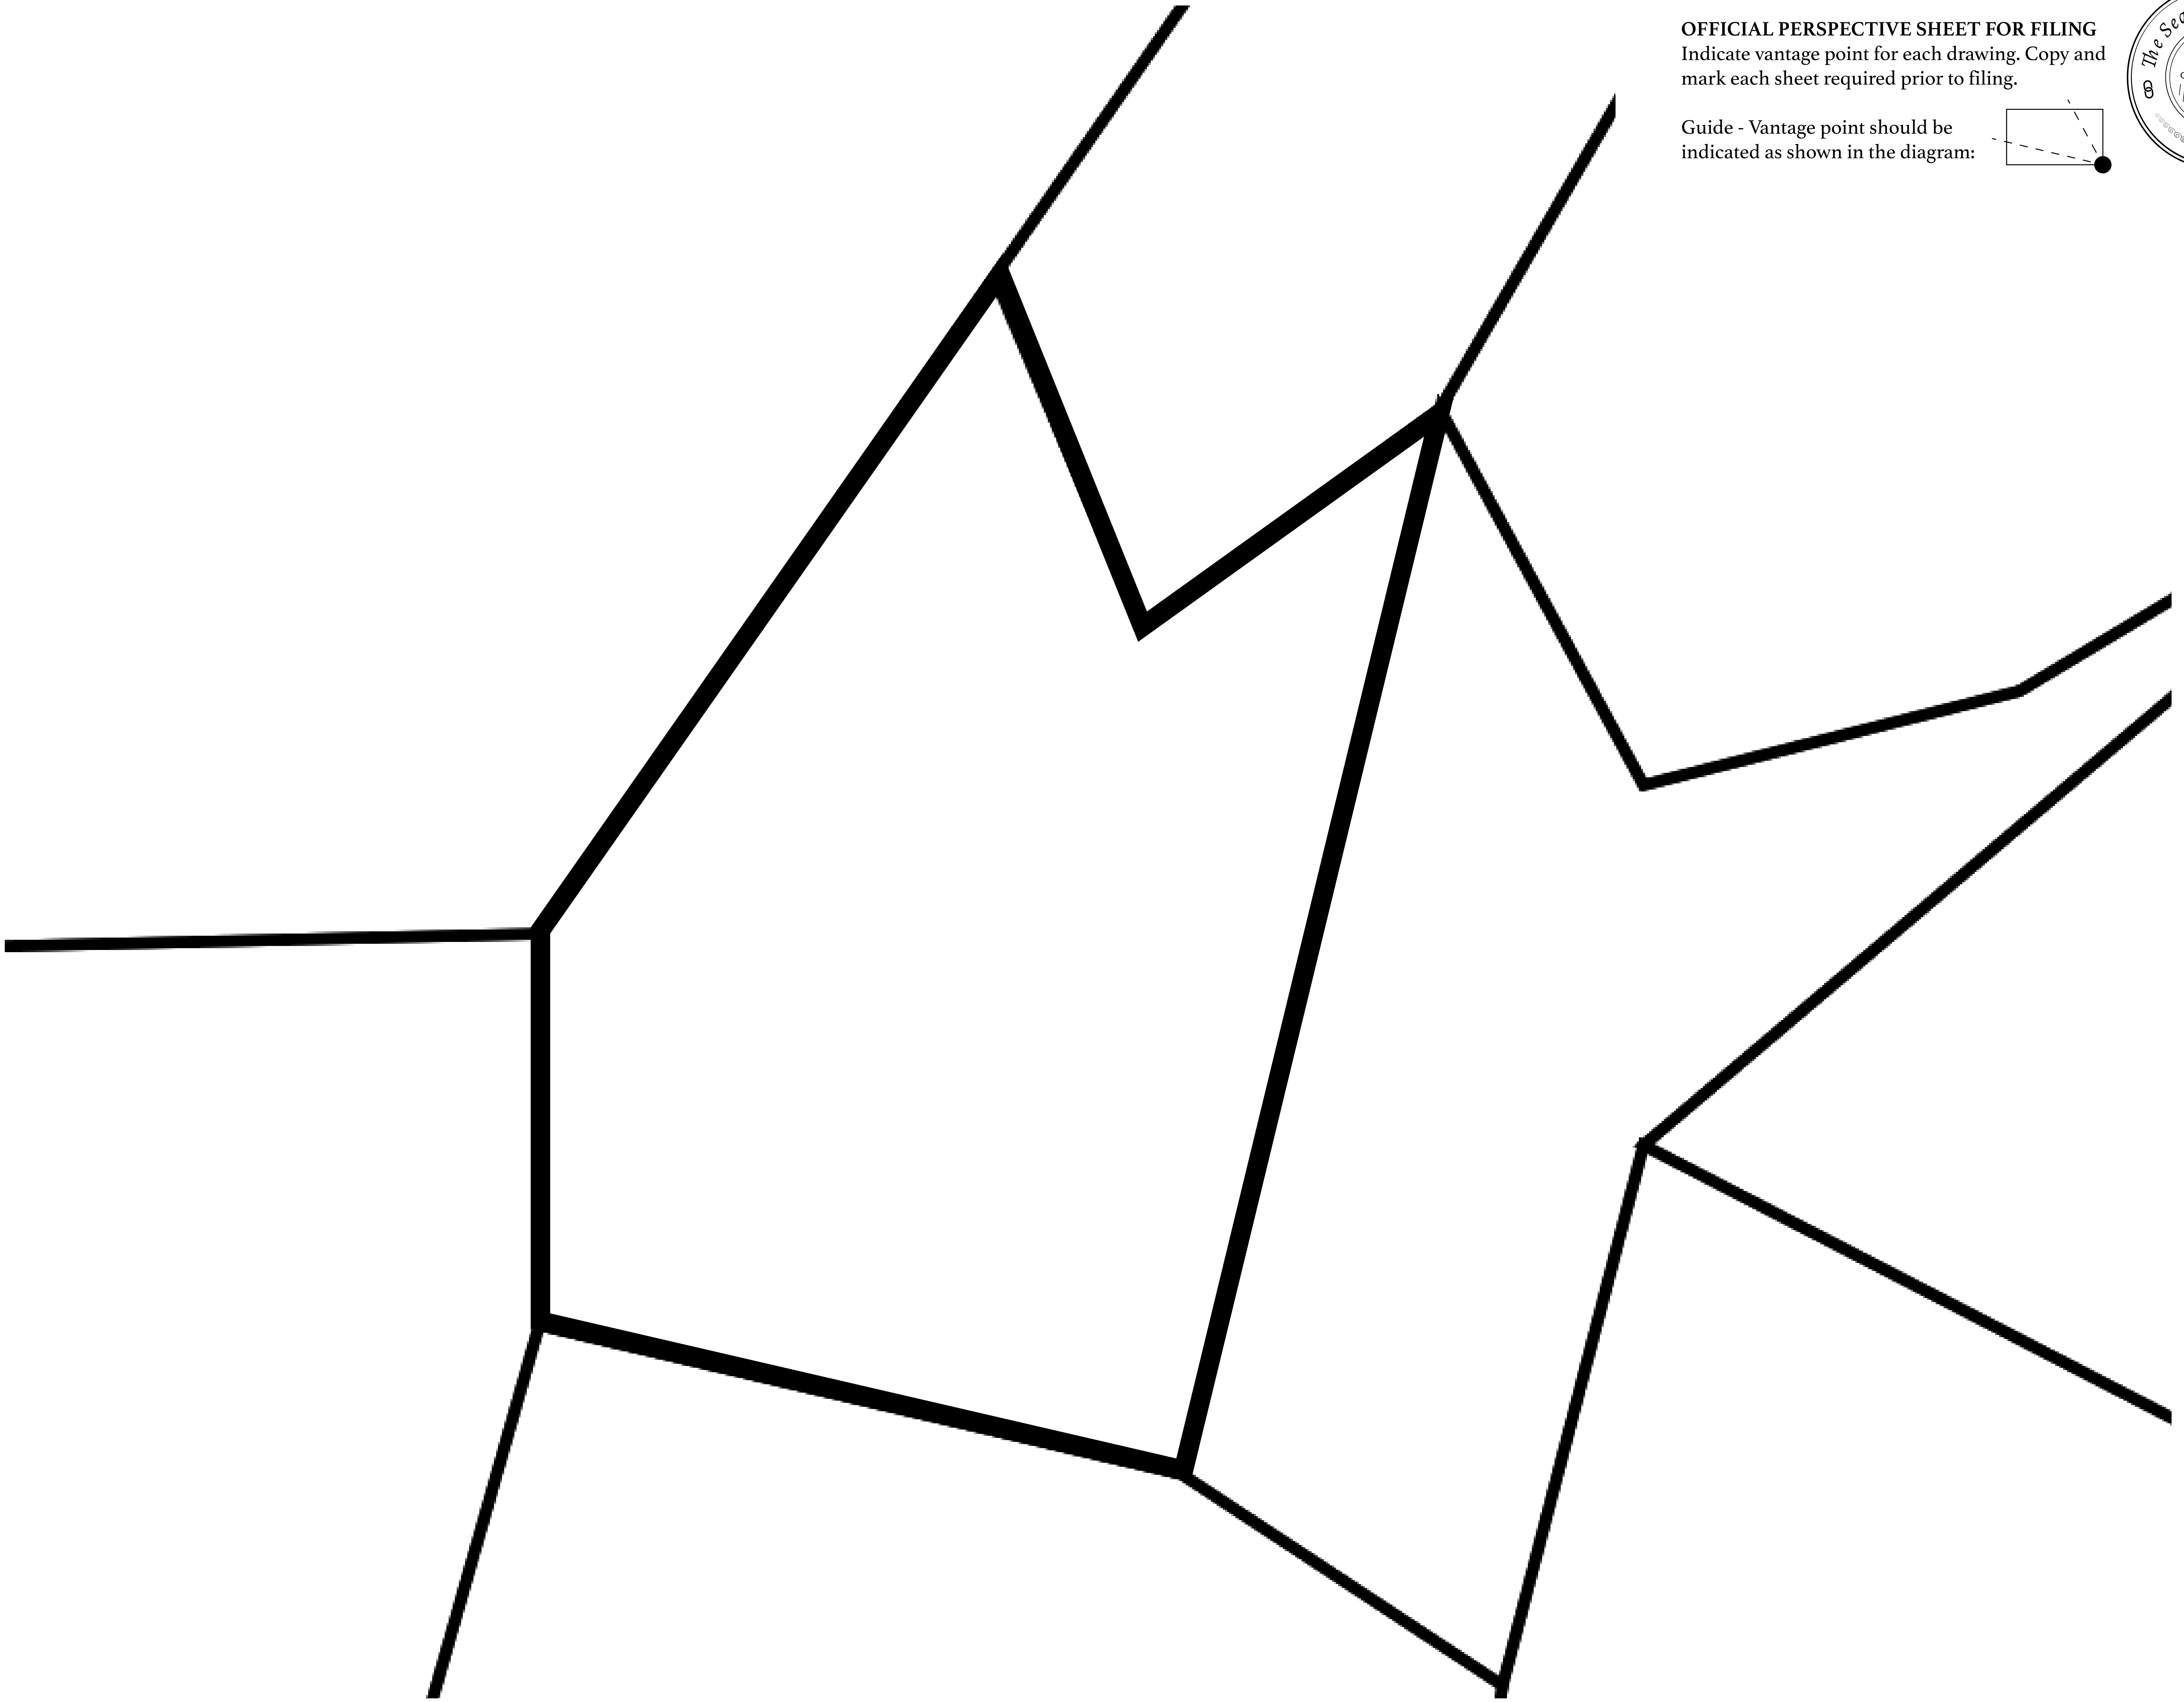 OFFICIAL PERSPECTIVE SHEET FOR FILING
Indicate vantage point for each drawing. Copy and
mark each sheet required prior to filing.
Guide - Vantage point should be
indicated as shown in the diagram:
The